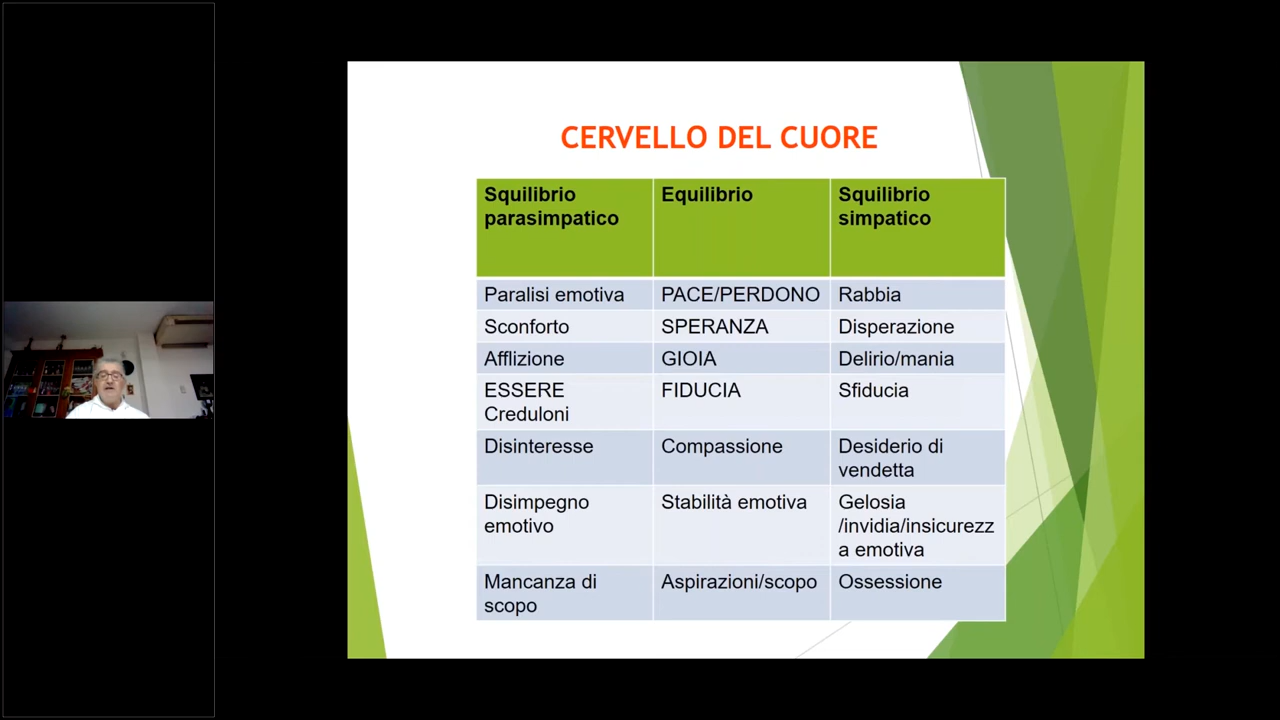 CERVELLO DEL CUORE
Squilibrio
parasimpatico
Equilibrio
Squilibrio
simpatico
Paralisi emotiva
PACE/PERDONO
Rabbia
Sconforto
SPERANZA
Disperazione
Afflizione
GIOIA
Delirio/mania
ESSERE
Creduloni
FIDUCIA
Sfiducia
Disinteresse
Compassione
Desiderio di
vendetta
Disimpegno
emotivo
Stabilità emotiva
Gelosia
/invidia/insicurezz
a emotiva
Mancanza di
scopo
Aspirazioni/scopo
Ossessione